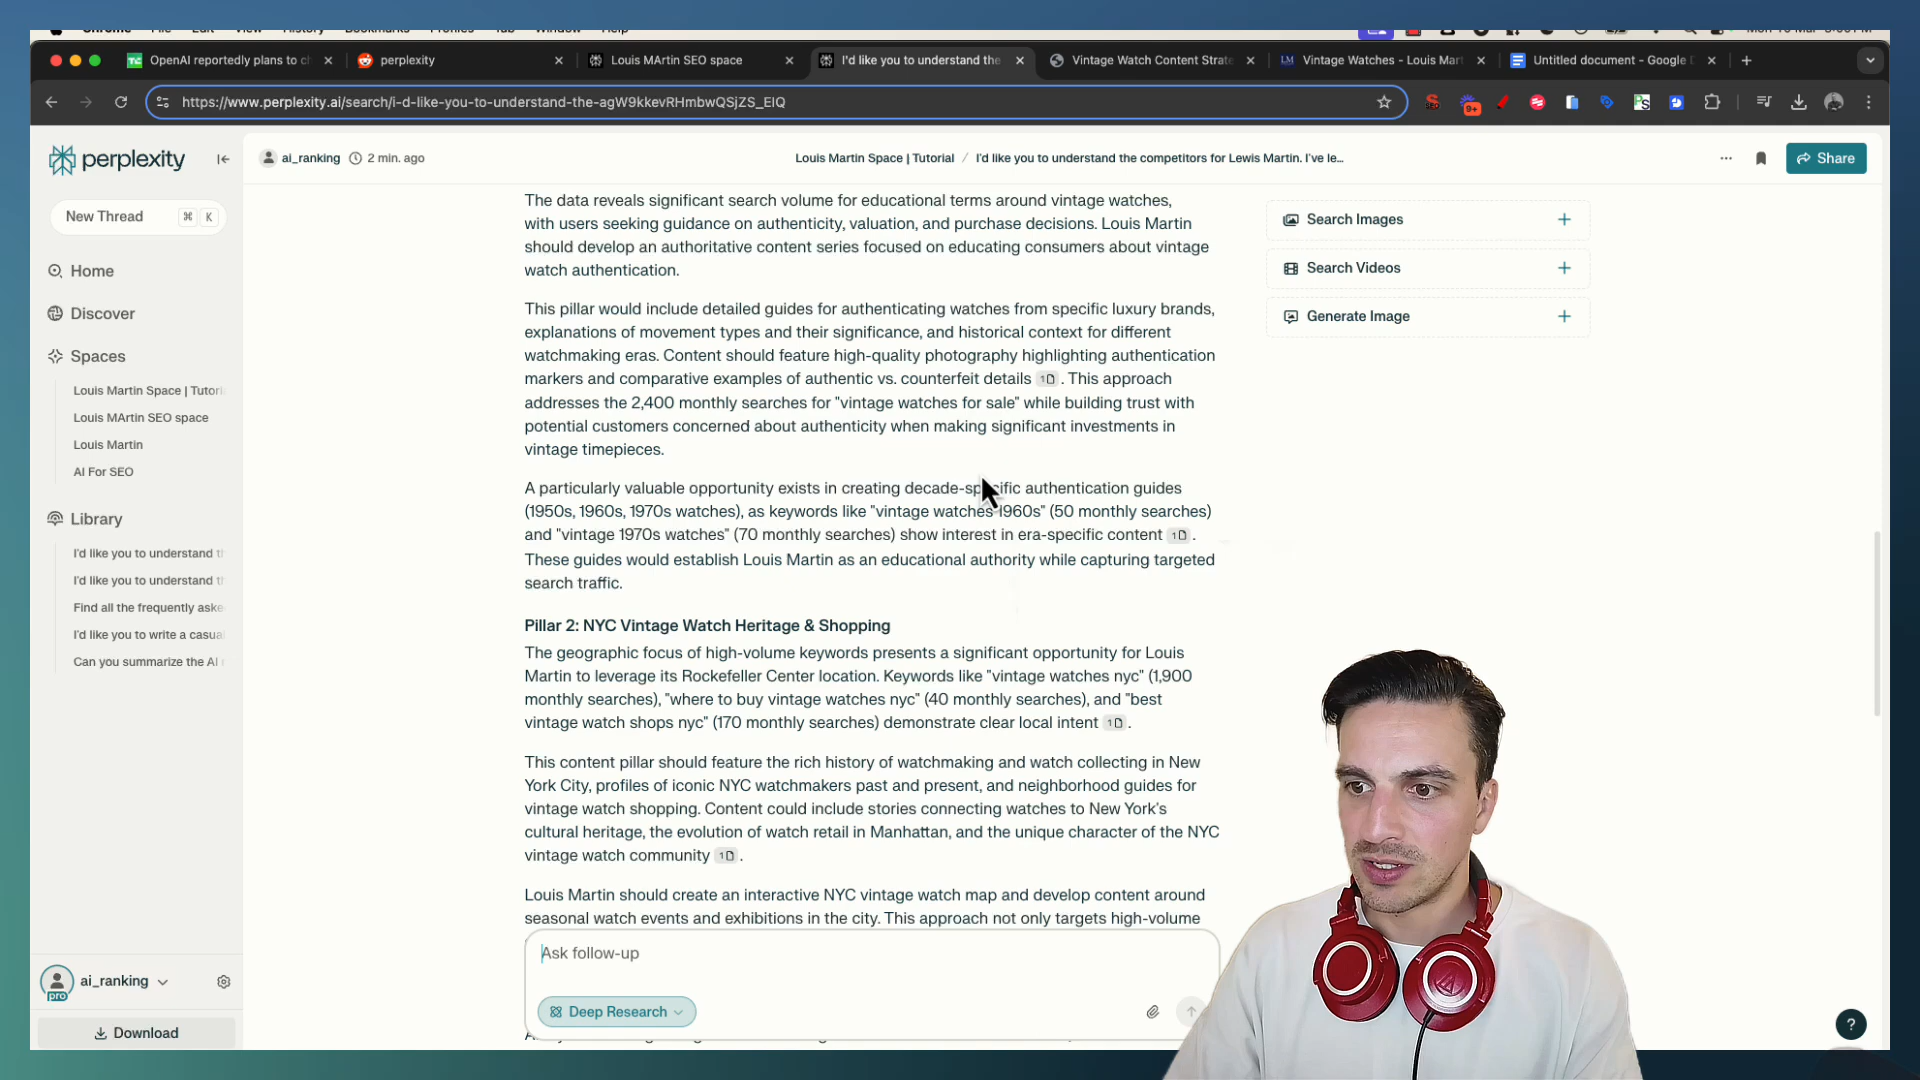 OpenAI reportedly plans to ch
perplexity
Louis MArtin SEO space
I'd like you to understand the
Vintage Watch Content Strate
Vintage Watches - Louis Mart
Untitled document - Google D
https://www.perplexity.ai/search/i-d-like-you-to-understand-the-agW9kkevRHmbwQSjZS_EIQ
9+
perplexity
ai_ranking
2 min. ago
Louis Martin Space | Tutorial / I'd like you to understand the competitors for Lewis Martin. I've le...
Share
New Thread
⌘ K
Home
Discover
Spaces
Louis Martin Space | Tutori
Louis MArtin SEO space
Louis Martin
AI For SEO
Library
I'd like you to understand th
I'd like you to understand t
Find all the frequently aske
I'd like you to write a casua
Can you summarize the AI
ai_ranking
pro
Download
The data reveals significant search volume for educational terms around vintage watches,
with users seeking guidance on authenticity, valuation, and purchase decisions. Louis Martin
should develop an authoritative content series focused on educating consumers about vintage
watch authentication.
This pillar would include detailed guides for authenticating watches from specific luxury brands,
explanations of movement types and their significance, and historical context for different
watchmaking eras. Content should feature high-quality photography highlighting authentication
markers and comparative examples of authentic vs. counterfeit details 1 . This approach
addresses the 2,400 monthly searches for "vintage watches for sale" while building trust with
potential customers concerned about authenticity when making significant investments in
vintage timepieces.
A particularly valuable opportunity exists in creating decade-specific authentication guides
(1950s, 1960s, 1970s watches), as keywords like "vintage watches 1960s" (50 monthly searches)
and "vintage 1970s watches" (70 monthly searches) show interest in era-specific content 1 .
These guides would establish Louis Martin as an educational authority while capturing targeted
search traffic.
Pillar 2: NYC Vintage Watch Heritage & Shopping
The geographic focus of high-volume keywords presents a significant opportunity for Louis
Martin to leverage its Rockefeller Center location. Keywords like "vintage watches nyc" (1,900
monthly searches), "where to buy vintage watches nyc" (40 monthly searches), and "best
vintage watch shops nyc" (170 monthly searches) demonstrate clear local intent 1 .
This content pillar should feature the rich history of watchmaking and watch collecting in New
York City, profiles of iconic NYC watchmakers past and present, and neighborhood guides for
vintage watch shopping. Content could include stories connecting watches to New York's
cultural heritage, the evolution of watch retail in Manhattan, and the unique character of the NYC
vintage watch community 1 .
Louis Martin should create an interactive NYC vintage watch map and develop content around
seasonal watch events and exhibitions in the city. This approach not only targets high-volume
Ask follow-up
Deep Research
Search Images
Search Videos
Generate Image
?